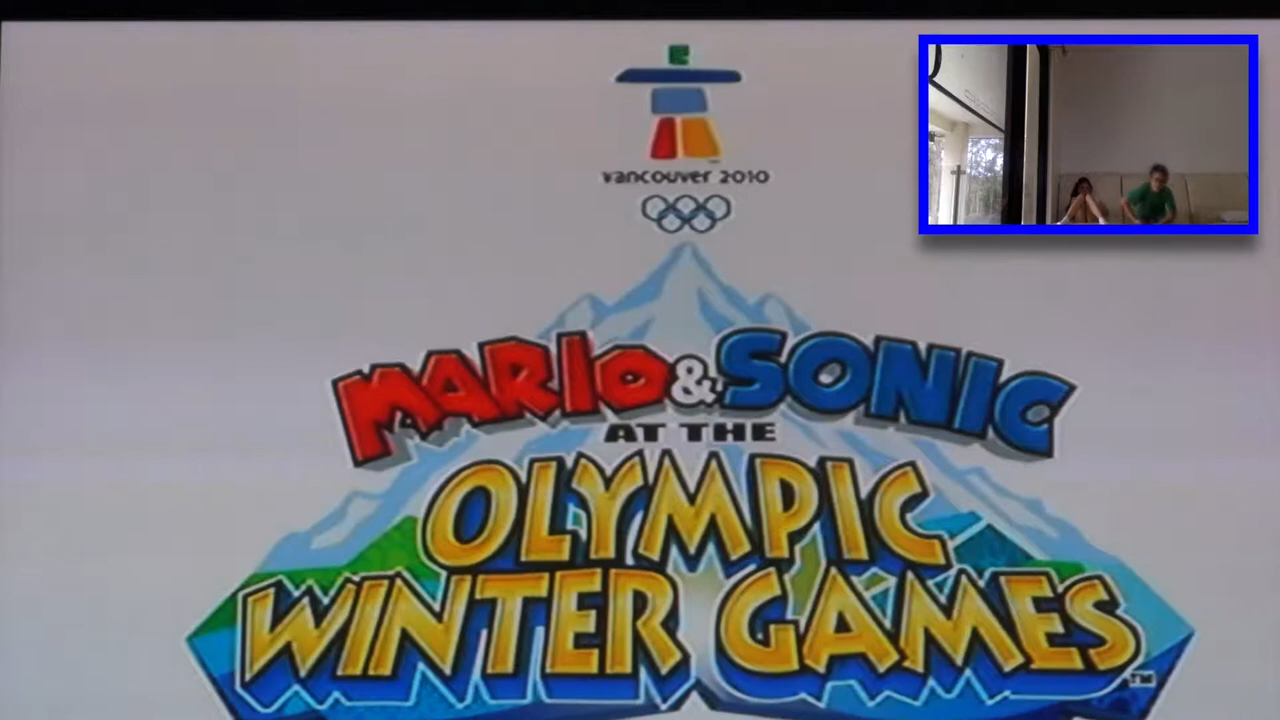 vancouver 2010
MARIO & SONIC
AT THE
OLYMPIC
WINTER GAMES
TM